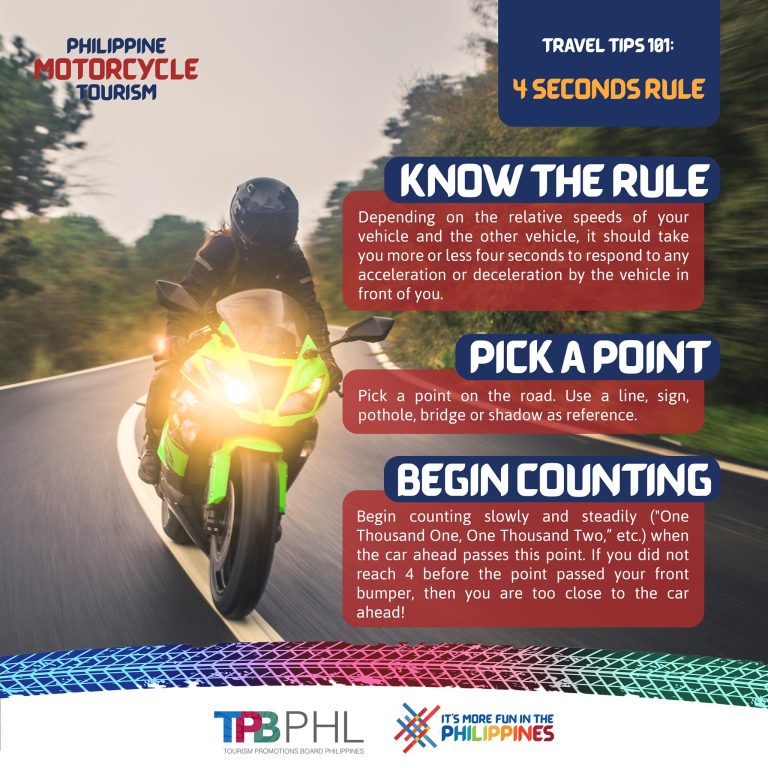 PHILIPPINE
MOTORCYCLE
TOURISM
TRAVEL TIPS 101:
4 SECONDS RULE
KNOW THE RULE
Depending on the relative speeds of your
vehicle and the other vehicle, it should take
you more or less four seconds to respond to any
acceleration or deceleration by the vehicle in
front of you.
PICK A POINT
Pick a point on the road. Use a line, sign,
pothole, bridge or shadow as reference.
BEGIN COUNTING
Begin counting slowly and steadily ("One
Thousand One, One Thousand Two,” etc.) when
the car ahead passes this point. If you did not
reach 4 before the point passed your front
bumper, then you are too close to the car
ahead!
TPBPHL
TOURISM PROMOTIONS BOARD PHILIPPINES
IT'S MORE FUN IN THE
PHILIPPINES